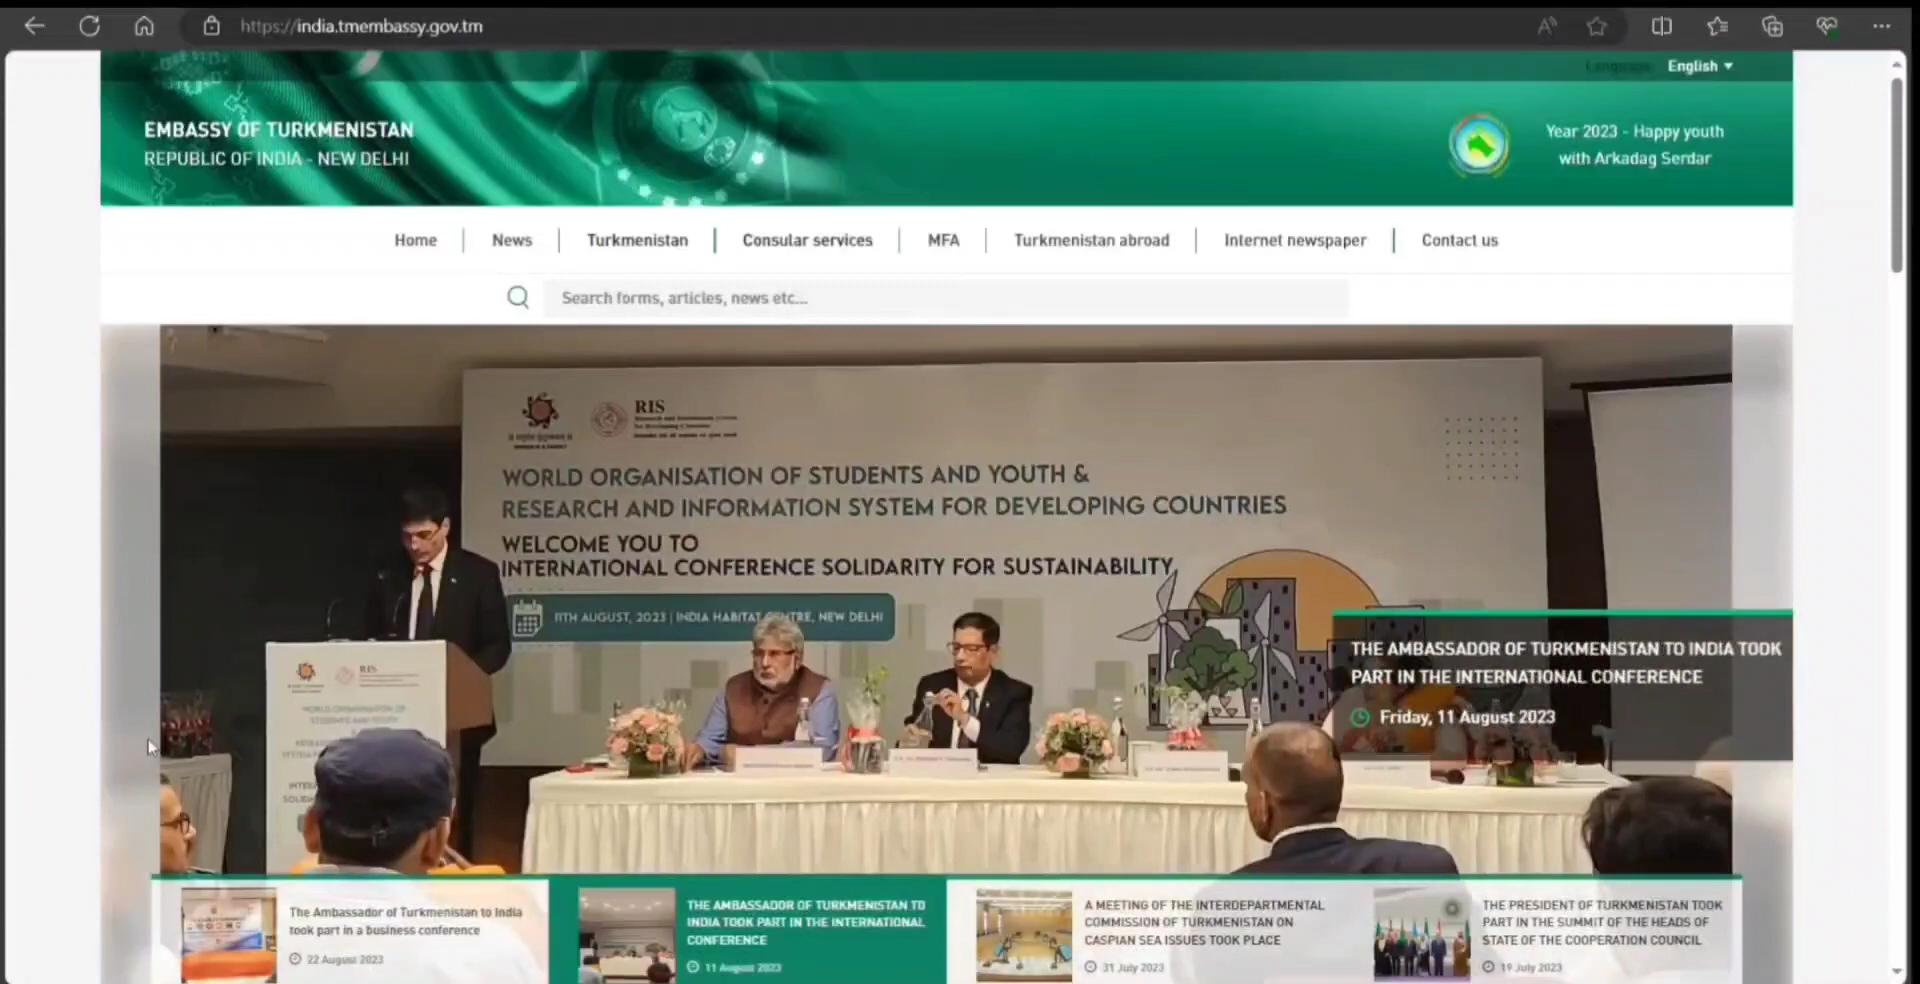 https://india.tmembassy.gov.tm
Language: English
EMBASSY OF TURKMENISTAN
REPUBLIC OF INDIA - NEW DELHI
Year 2023 - Happy youth
with Arkadag Serdar
Home
News
Turkmenistan
Consular services
MFA
Turkmenistan abroad
Internet newspaper
Contact us
Search forms, articles, news etc...
RIS
WORLD ORGANISATION OF STUDENTS AND YOUTH &
RESEARCH AND INFORMATION SYSTEM FOR DEVELOPING COUNTRIES
WELCOME YOU TO
INTERNATIONAL CONFERENCE SOLIDARITY FOR SUSTAINABILITY
11TH AUGUST, 2023 | INDIA HABITAT CENTRE, NEW DELHI
RIS
WORLD ORGANISATION OF
STUDENTS AND YOUTH
THE AMBASSADOR OF TURKMENISTAN TO INDIA TOOK
PART IN THE INTERNATIONAL CONFERENCE
Friday, 11 August 2023
The Ambassador of Turkmenistan to India
took part in a business conference
22 August 2023
THE AMBASSADOR OF TURKMENISTAN TO
INDIA TOOK PART IN THE INTERNATIONAL
CONFERENCE
11 August 2023
A MEETING OF THE INTERDEPARTMENTAL
COMMISSION OF TURKMENISTAN ON
CASPIAN SEA ISSUES TOOK PLACE
31 July 2023
THE PRESIDENT OF TURKMENISTAN TOOK
PART IN THE SUMMIT OF THE HEADS OF
STATE OF THE COOPERATION COUNCIL
19 July 2023